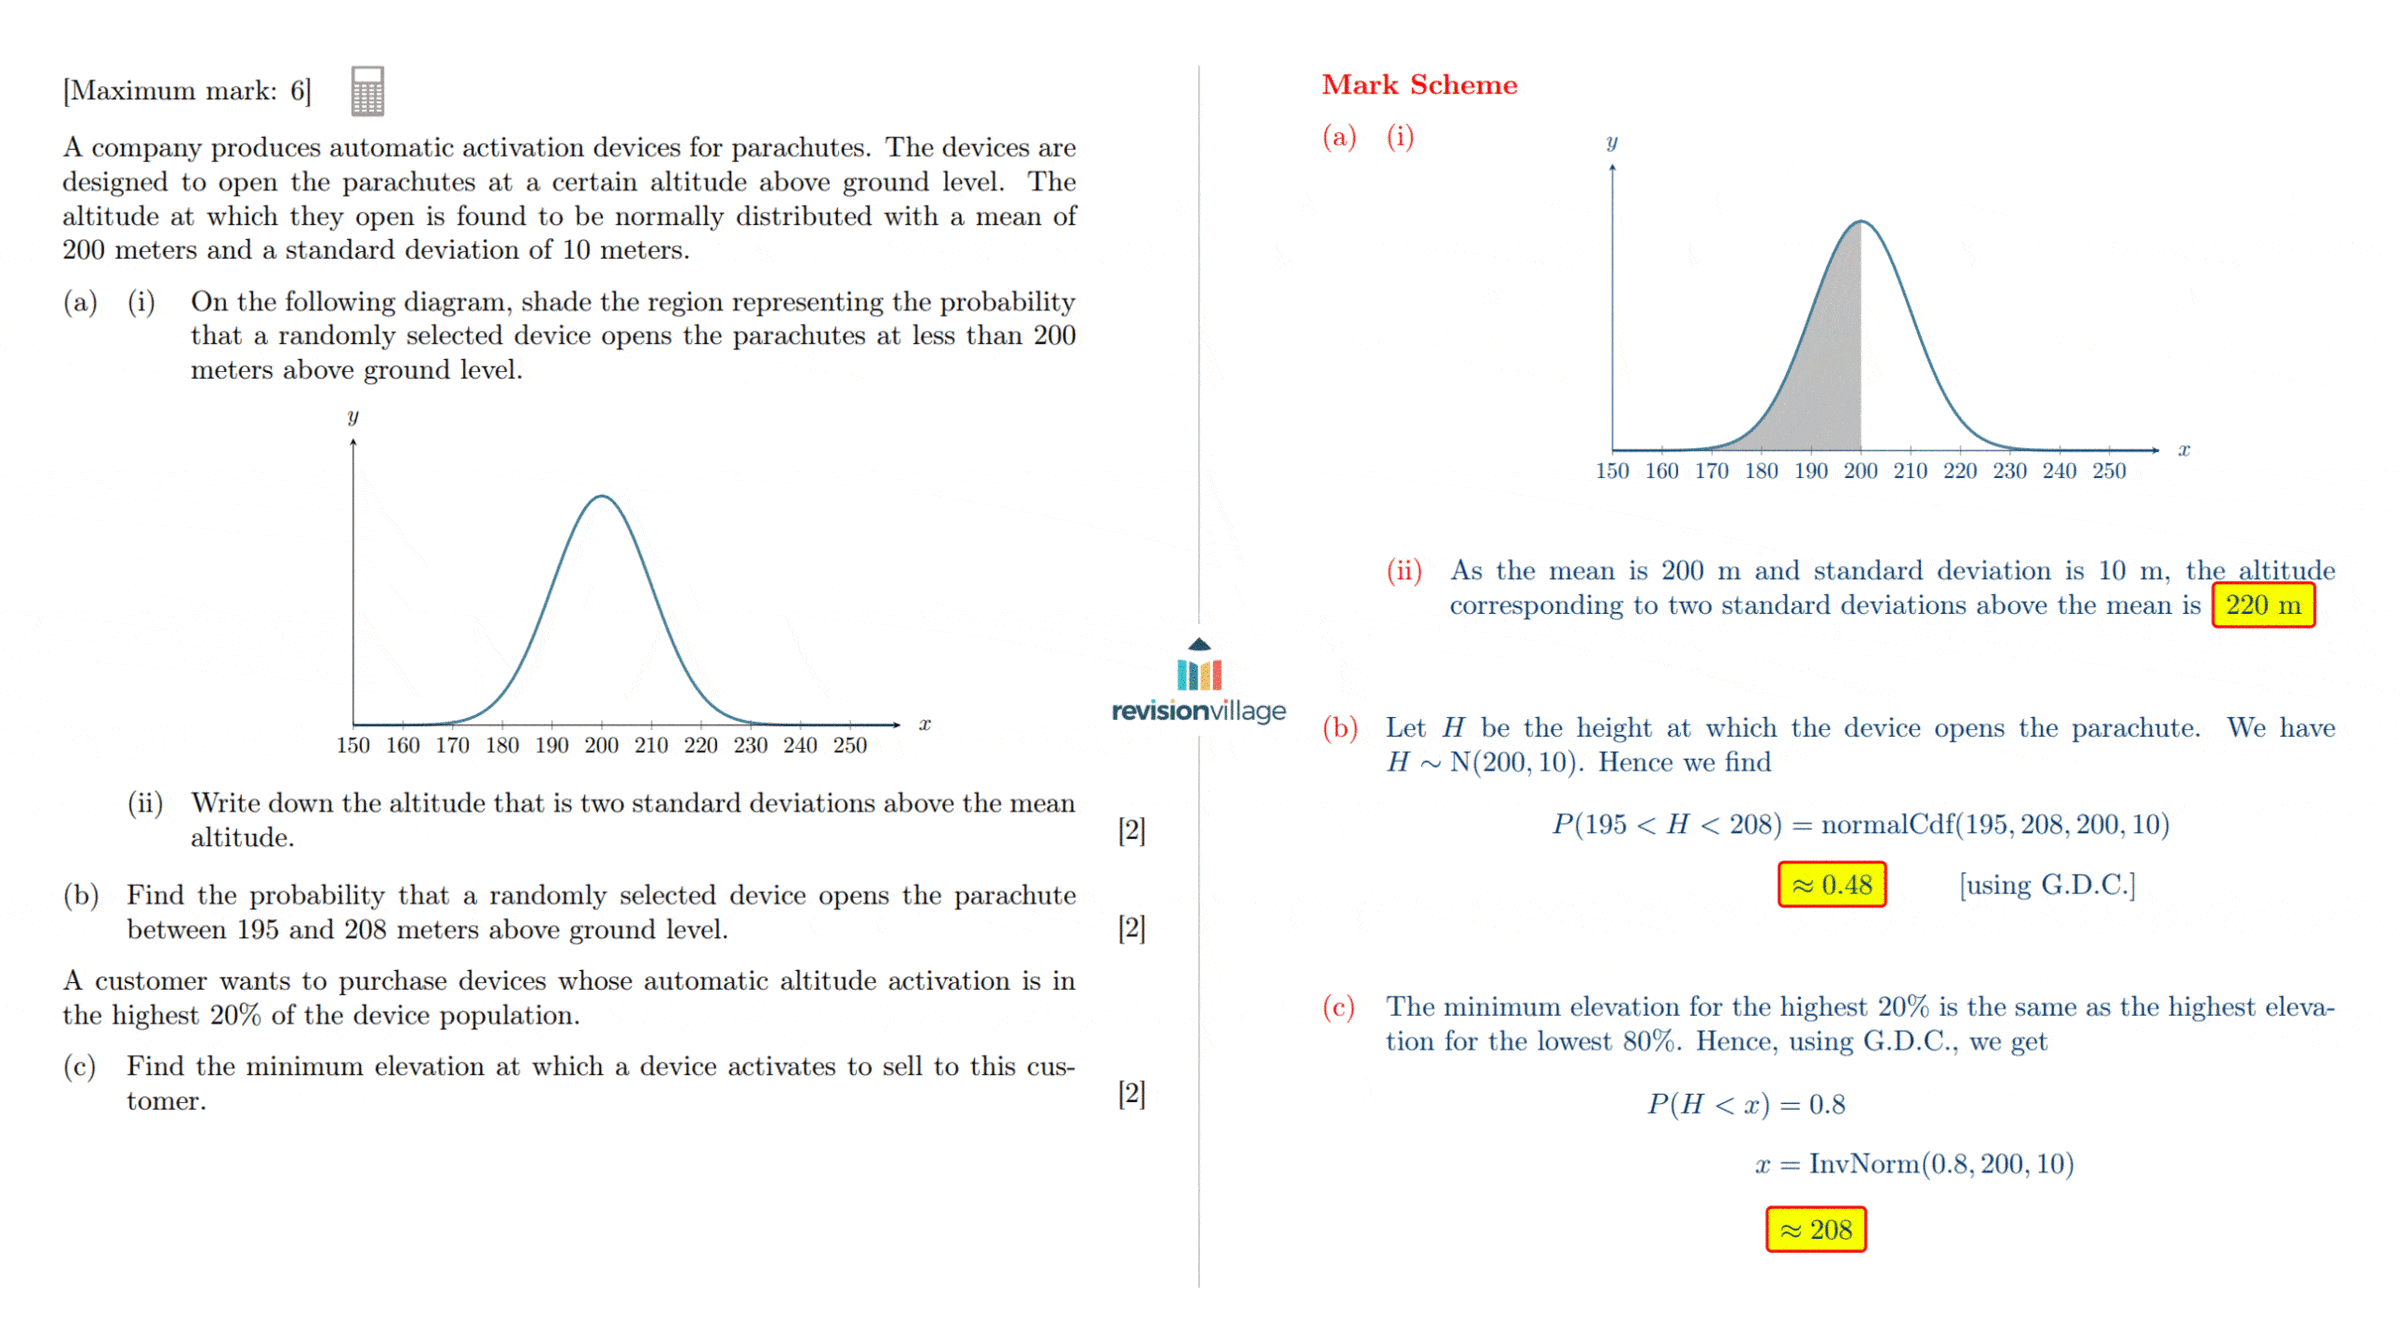 [Maximum mark: 6]
A company produces automatic activation devices for parachutes. The devices are
designed to open the parachutes at a certain altitude above ground level. The
altitude at which they open is found to be normally distributed with a mean of
200 meters and a standard deviation of 10 meters.
(a) (i) On the following diagram, shade the region representing the probability
that a randomly selected device opens the parachutes at less than 200
meters above ground level.
y
x
150 160 170 180 190 200 210 220 230 240 250
(ii) Write down the altitude that is two standard deviations above the mean
altitude. [2]
(b) Find the probability that a randomly selected device opens the parachute
between 195 and 208 meters above ground level. [2]
A customer wants to purchase devices whose automatic altitude activation is in
the highest 20% of the device population.
(c) Find the minimum elevation at which a device activates to sell to this cus-
tomer. [2]
revisionvillage
Mark Scheme
(a) (i)
y
x
150 160 170 180 190 200 210 220 230 240 250
(ii) As the mean is 200 m and standard deviation is 10 m, the altitude
corresponding to two standard deviations above the mean is 220 m
(b) Let H be the height at which the device opens the parachute. We have
H ∼ N(200, 10). Hence we find
P(195 < H < 208) = normalCdf(195, 208, 200, 10)
≈ 0.48 [using G.D.C.]
(c) The minimum elevation for the highest 20% is the same as the highest eleva-
tion for the lowest 80%. Hence, using G.D.C., we get
P(H < x) = 0.8
x = InvNorm(0.8, 200, 10)
≈ 208